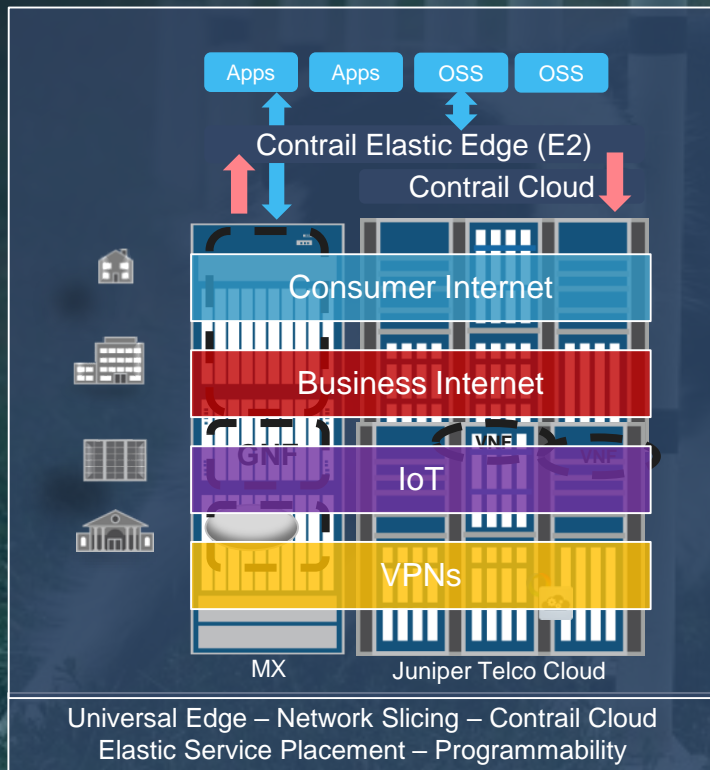 Apps Apps OSS OSS
Contrail Elastic Edge (E2)
Contrail Cloud
Consumer Internet
Business Internet
VNF
GNF
VNF
IoT
VPNs
MX Juniper Telco Cloud
Universal Edge – Network Slicing – Contrail Cloud
Elastic Service Placement – Programmability